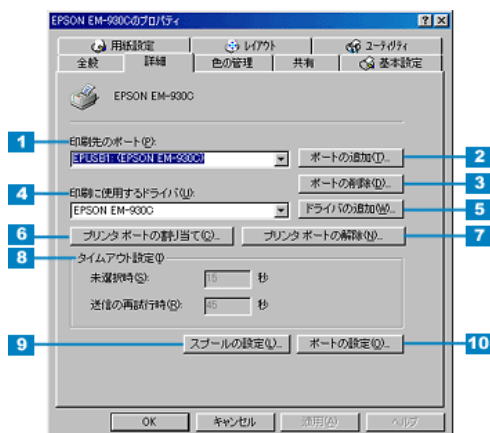 EPSON EM-930Cのプロパティ
用紙設定 レイアウト ユーティリティ
全般 詳細 色の管理 共有 基本設定
EPSON EM-930C
1 印刷先のポート(P):
EPUSB1: (EPSON EM-930C) ポートの追加(T)... 2
ポートの削除(D)... 3
4 印刷に使用するドライバ(U):
EPSON EM-930C ドライバの追加(W)... 5
6 プリンタ ポートの割り当て(C)... プリンタ ポートの解除(N)... 7
8 タイムアウト設定
未選択時(S): 15 秒
送信の再試行時(R): 45 秒
9 スプールの設定(L)... ポートの設定(O)... 10
OK キャンセル 適用(A) ヘルプ